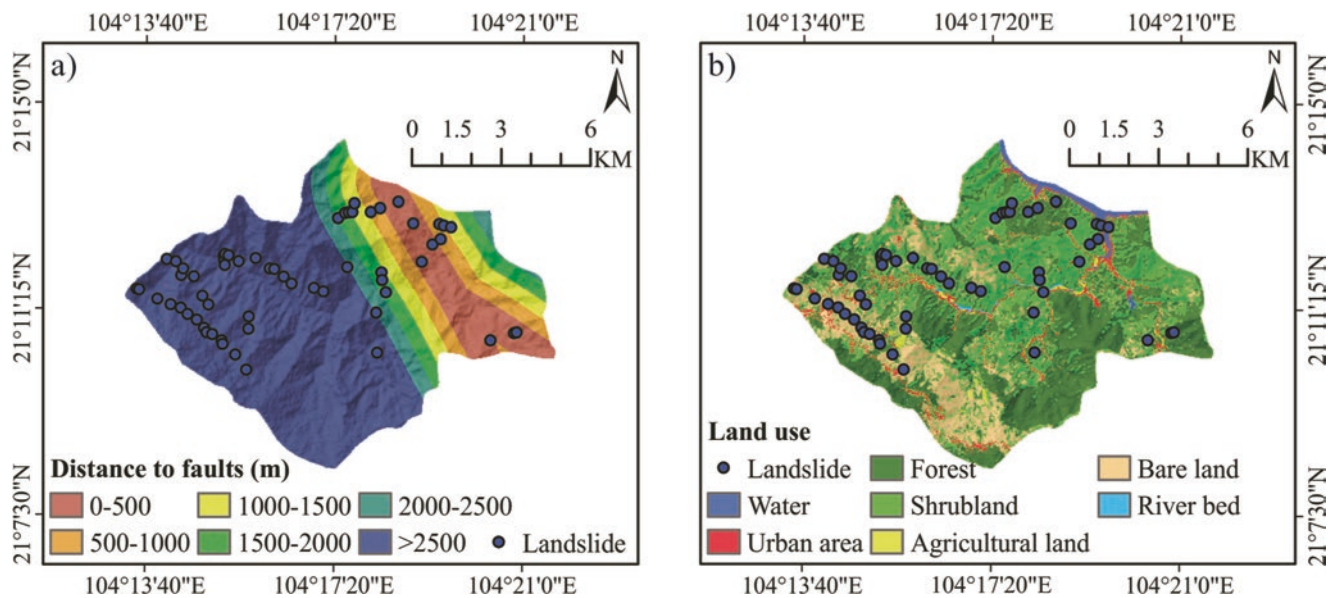 104°13'40"E 104°17'20"E 104°21'0"E
a)
N
0 1.5 3 6
KM
21°15'0"N
21°11'15"N
21°7'30"N
Distance to faults (m)
0-500 1000-1500 2000-2500
500-1000 1500-2000 >2500 Landslide
104°13'40"E 104°17'20"E 104°21'0"E
104°13'40"E 104°17'20"E 104°21'0"E
b)
N
0 1.5 3 6
KM
21°15'0"N
21°11'15"N
21°7'30"N
Land use
Landslide Forest Bare land
Water Shrubland River bed
Urban area Agricultural land
104°13'40"E 104°17'20"E 104°21'0"E